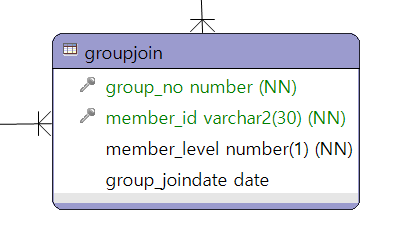 groupjoin
group_no number (NN)
member_id varchar2(30) (NN)
member_level number(1) (NN)
group_joindate date